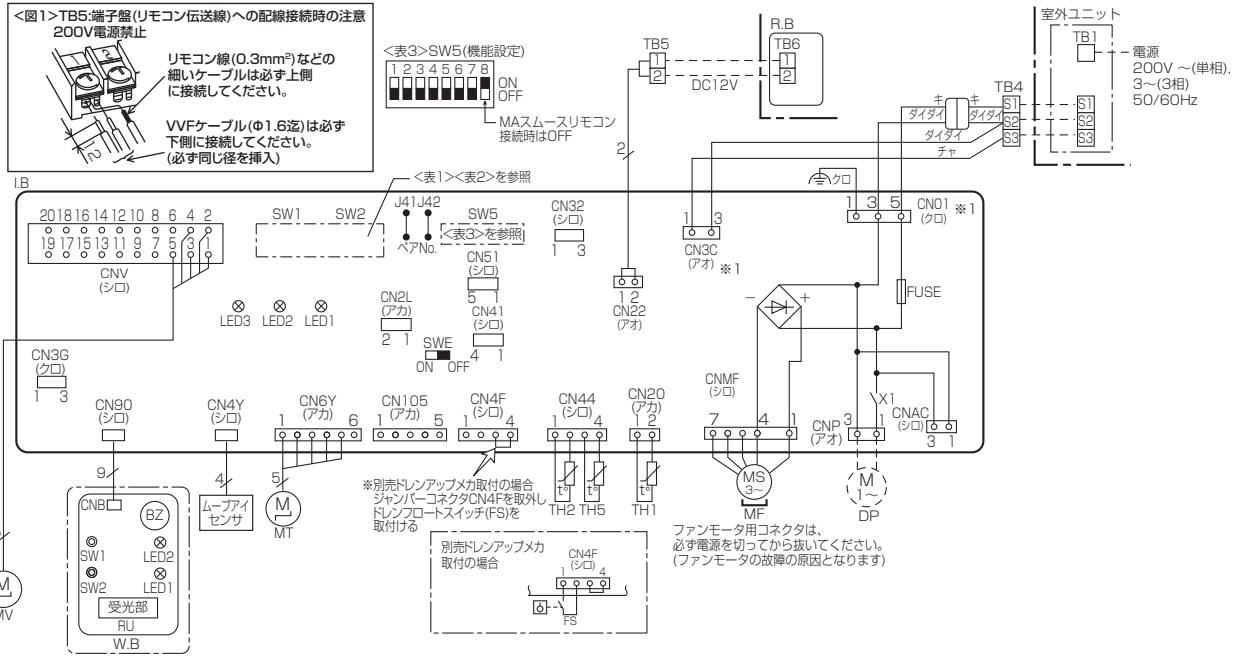 <図1>TB5:端子盤(リモコン伝送線)への配線接続時の注意
200V電源禁止
1 2
リモコン線(0.3mm²)などの
細いケーブルは必ず上側
に接続してください。
VVFケーブル(Φ1.6迄)は必ず
下側に接続してください。
(必ず同じ径を挿入)
12
<表3>SW5(機能設定)
1 2 3 4 5 6 7 8
ON
OFF
MAスムースリモコン
接続時はOFF
R.B
TB5
TB6
1
2
1
2
DC12V
2
室外ユニット
TB1
電源
200V ～(単相),
3～(3相)
50/60Hz
TB4
S1
S2
S3
S1
S2
S3
キ
キ
ダイダイ
ダイダイ
ダイダイ
チャ
クロ
I.B
<表1><表2>を参照
20 18 16 14 12 10 8 6 4 2
19 17 15 13 11 9 7 5 3 1
CNV
(シロ)
SW1
SW2
J41 J42
ペアNo.
SW5
<表3>を参照
CN32
(シロ)
1 3
CN51
(シロ)
5 1
CN41
(シロ)
4 1
CN2L
(アカ)
2 1
SWE
ON OFF
LED3
LED2
LED1
1 2
CN22
(アオ)
1 3
CN3C
(アオ)
※1
1 3 5
CN01
(クロ)
※1
FUSE
−
+
X1
CN3G
(クロ)
1 3
CN90
(シロ)
CN4Y
(シロ)
CN6Y
(アカ)
1 6
CN105
(アカ)
1 5
CN4F
(シロ)
1 4
CN44
(シロ)
1 4
CN20
(アカ)
1 2
CNMF
(シロ)
7 4 1
CNP
(アオ)
3 1
CNAC
(シロ)
3 1
9
4
5
CNB
BZ
SW1
LED2
SW2
LED1
受光部
RU
W.B
ムーブアイ
センサ
M
MT
M
MV
※別売ドレンアップメカ取付の場合
ジャンパーコネクタCN4Fを取外し
ドレンフロートスイッチ(FS)を
取付ける
t°
t°
TH2 TH5
t°
TH1
MS
3～
MF
M
1～
DP
ファンモータ用コネクタは、
必ず電源を切ってから抜いてください。
(ファンモータの故障の原因となります)
別売ドレンアップメカ
取付の場合
CN4F
(シロ)
1 4
FS